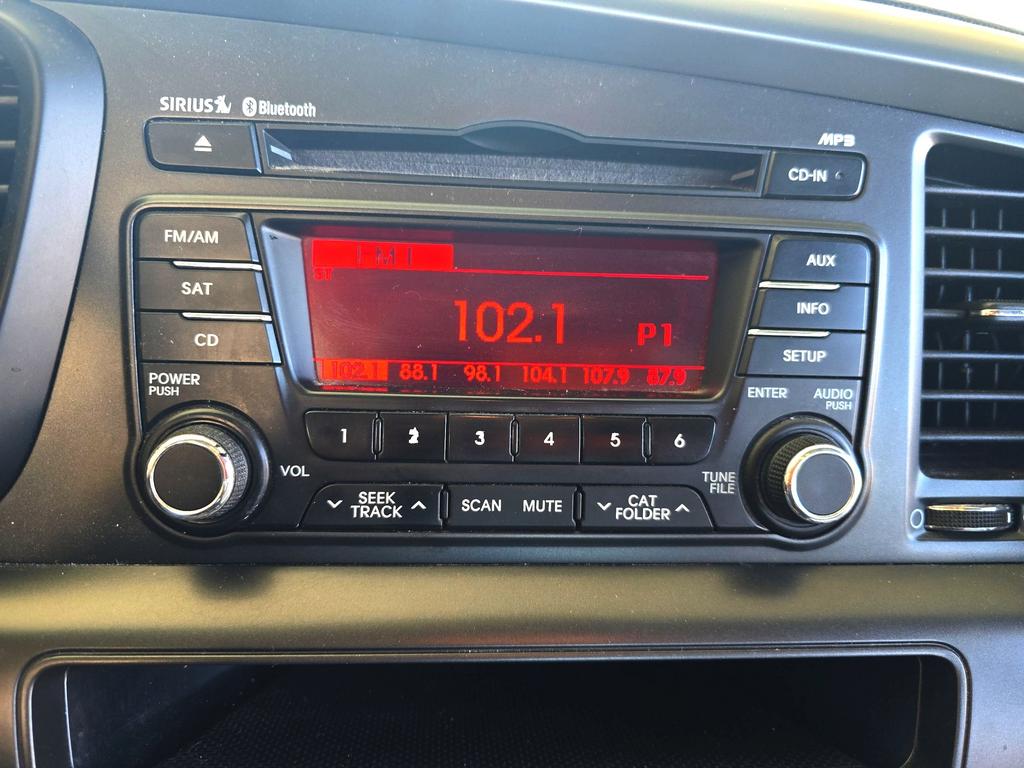 SIRIUS Bluetooth
MP3
CD-IN
FM/AM
SAT
CD
FM1
ST
102.1
P1
102.1 88.1 98.1 104.1 107.9 87.9
AUX
INFO
SETUP
POWER
PUSH
ENTER
AUDIO
PUSH
1 2 3 4 5 6
VOL
TUNE
FILE
SEEK
TRACK
SCAN MUTE
CAT
FOLDER